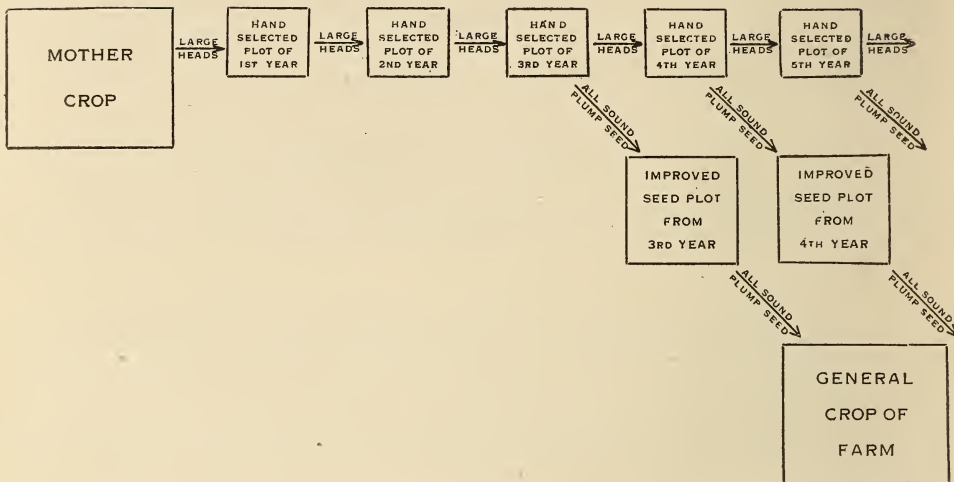 MOTHER
CROP
LARGE
HEADS
HAND
SELECTED
PLOT OF
1ST YEAR
LARGE
HEADS
HAND
SELECTED
PLOT OF
2ND YEAR
LARGE
HEADS
HAND
SELECTED
PLOT OF
3RD YEAR
LARGE
HEADS
HAND
SELECTED
PLOT OF
4TH YEAR
LARGE
HEADS
HAND
SELECTED
PLOT OF
5TH YEAR
LARGE
HEADS
ALL SOUND
PLUMP SEED
ALL SOUND
PLUMP SEED
ALL SOUND
PLUMP SEED
IMPROVED
SEED PLOT
FROM
3RD YEAR
IMPROVED
SEED PLOT
FROM
4TH YEAR
ALL SOUND
PLUMP SEED
ALL SOUND
PLUMP SEED
GENERAL
CROP OF
FARM